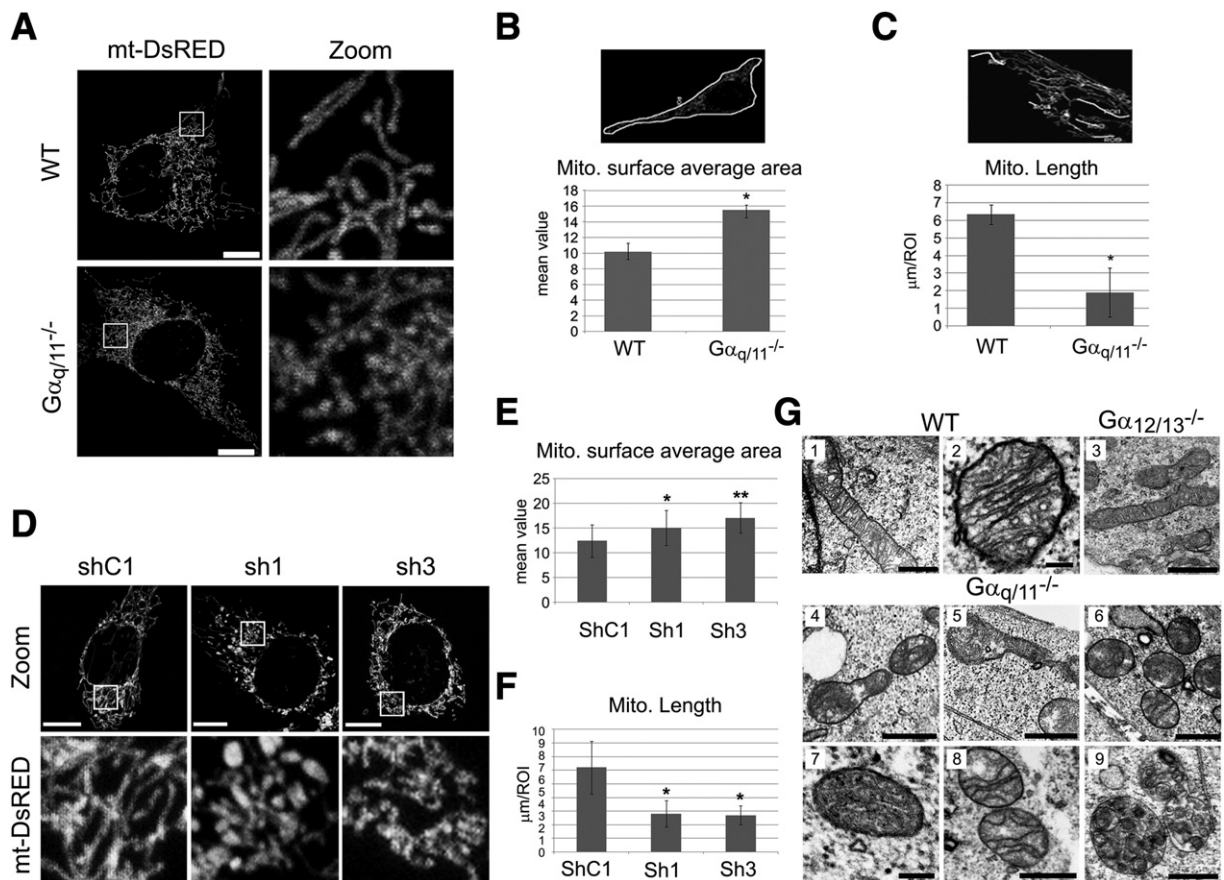 A
mt-DsRED
Zoom
WT
Gαq/11-/-
B
Mito. surface average area
mean value
18
16
14
12
10
8
6
4
2
0
*
WT
Gαq/11-/-
C
Mito. Length
μm/ROI
8
7
6
5
4
3
2
1
0
*
WT
Gαq/11-/-
D
shC1
sh1
sh3
Zoom
mt-DsRED
E
Mito. surface average area
mean value
25
20
15
10
5
0
*
**
ShC1
Sh1
Sh3
F
Mito. Length
μm/ROI
10
9
8
7
6
5
4
3
2
1
0
*
*
ShC1
Sh1
Sh3
G
WT
Gα12/13-/-
1
2
3
Gαq/11-/-
4
5
6
7
8
9